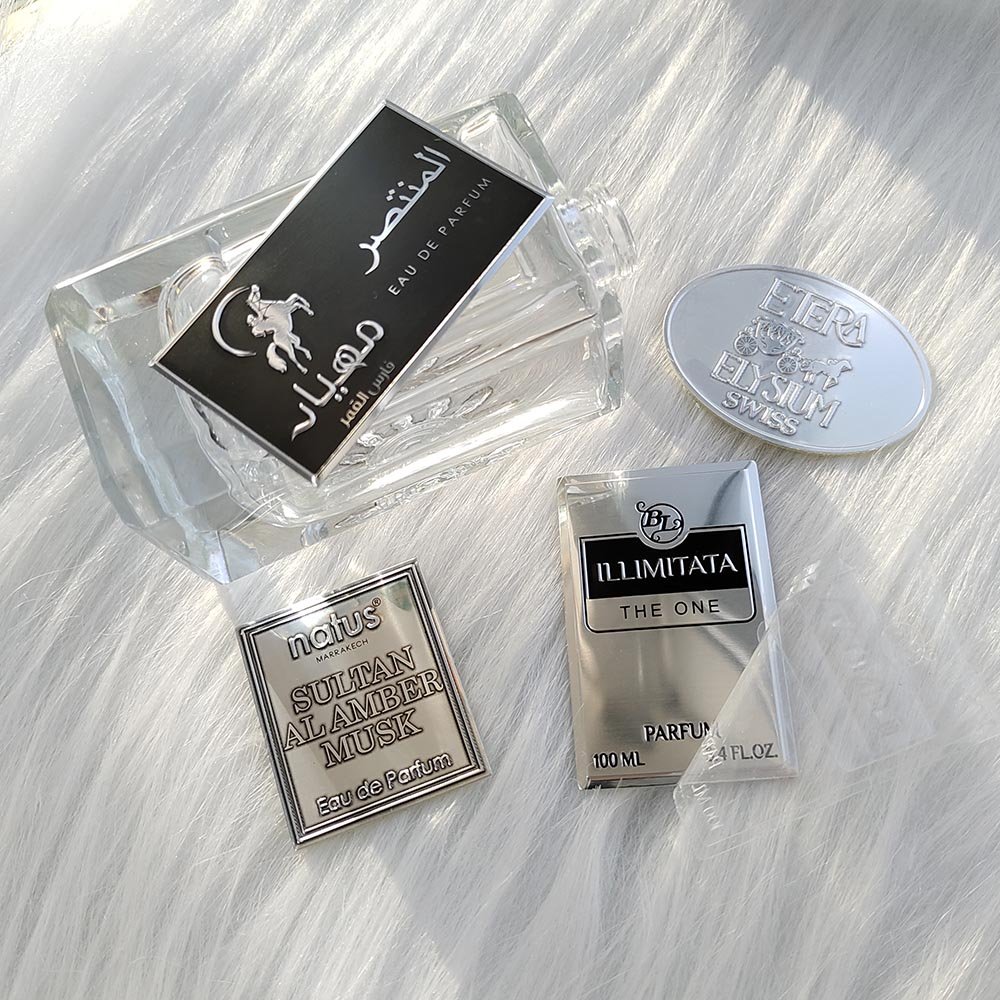 المنتصر
EAU DE PARFUM
مهيار
فارس القمر
ETERA
ELYSIUM
SWISS
BL
ILLIMITATA
THE ONE
PARFUM
100 ML
4 FL.OZ.
natus®
MARRAKECH
SULTAN
AL AMBER
MUSK
Eau de Parfum